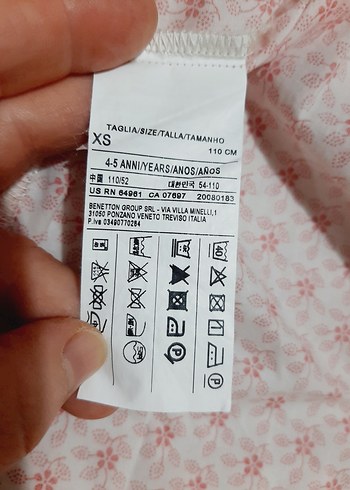 TAGLIA/SIZE/TALLA/TAMANHO
XS
110 CM
4-5 ANNI/YEARS/ANOS/AÑOS
中國 110/52 대한민국 54-110
US RN 64961 CA 07697 20080183
BENETTON GROUP SRL - VIA VILLA MINELLI,1
31050 PONZANO VENETO TREVISO ITALIA
P.Iva 03490770264
40
P P